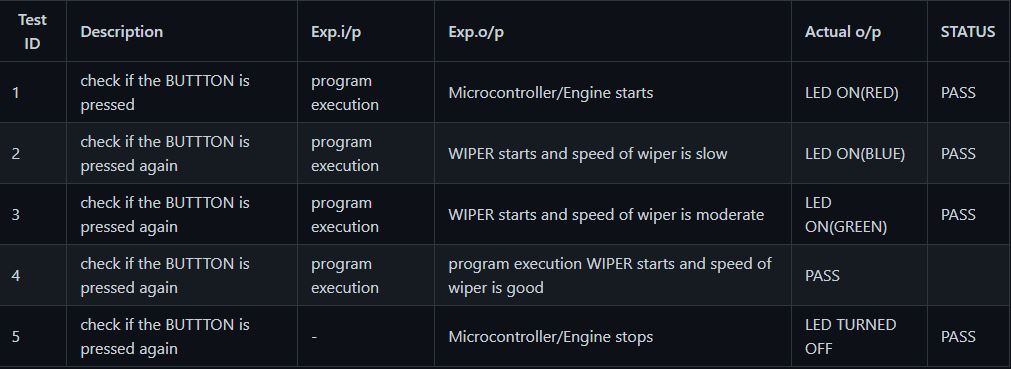 Test ID Description Exp.i/p Exp.o/p Actual o/p STATUS
1 check if the BUTTTON is pressed program execution Microcontroller/Engine starts LED ON(RED) PASS
2 check if the BUTTTON is pressed again program execution WIPER starts and speed of wiper is slow LED ON(BLUE) PASS
3 check if the BUTTTON is pressed again program execution WIPER starts and speed of wiper is moderate LED ON(GREEN) PASS
4 check if the BUTTTON is pressed again program execution program execution WIPER starts and speed of wiper is good PASS
5 check if the BUTTTON is pressed again - Microcontroller/Engine stops LED TURNED OFF PASS